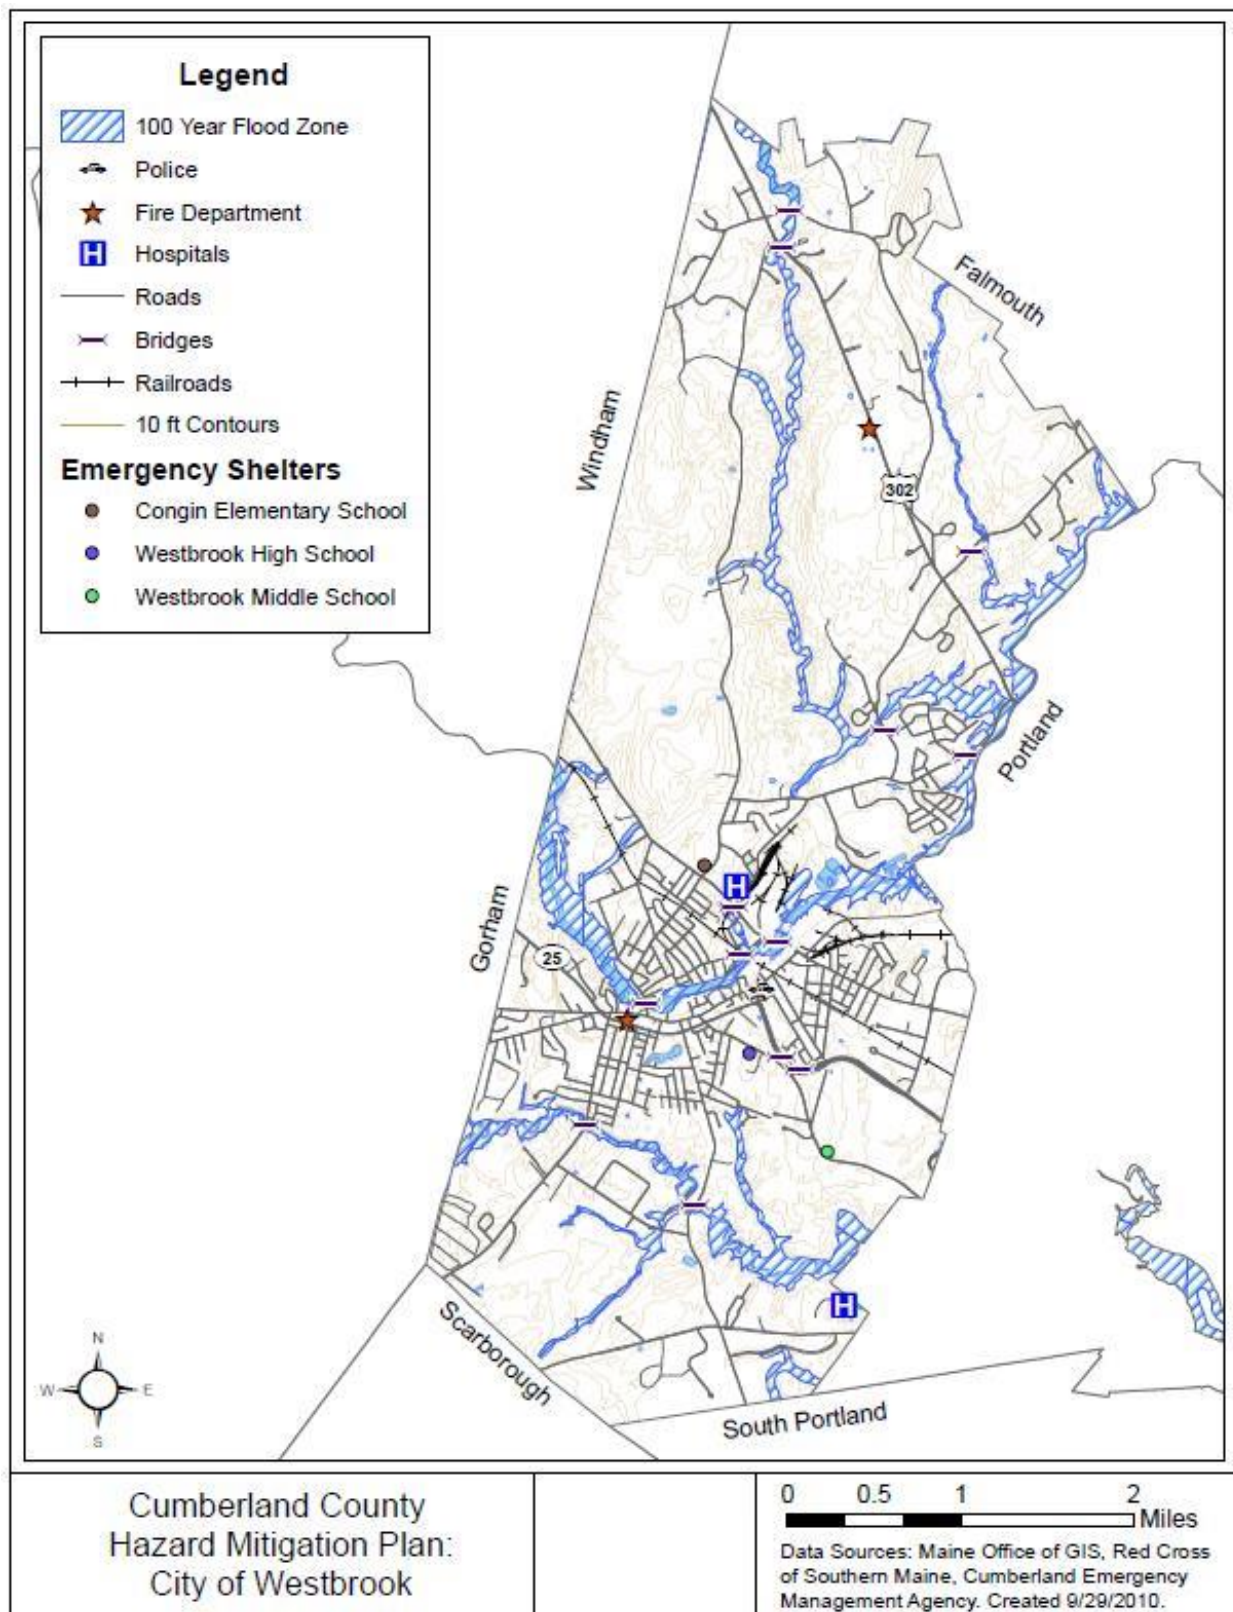 Legend
100 Year Flood Zone
Police
Fire Department
H Hospitals
Roads
Bridges
Railroads
10 ft Contours
Emergency Shelters
Congin Elementary School
Westbrook High School
Westbrook Middle School
Falmouth
Windham
302
Portland
H
Gorham
25
H
Scarborough
South Portland
N
W E
S
Cumberland County
Hazard Mitigation Plan:
City of Westbrook
0 0.5 1 2
Miles
Data Sources: Maine Office of GIS, Red Cross
of Southern Maine, Cumberland Emergency
Management Agency. Created 9/29/2010.